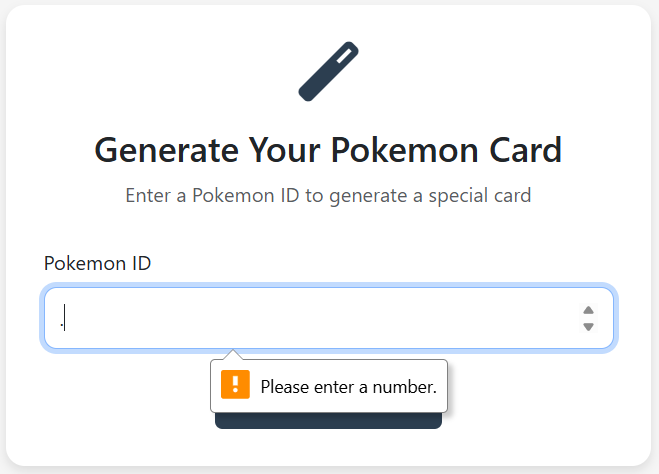 Generate Your Pokemon Card
Enter a Pokemon ID to generate a special card
Pokemon ID
.
Please enter a number.